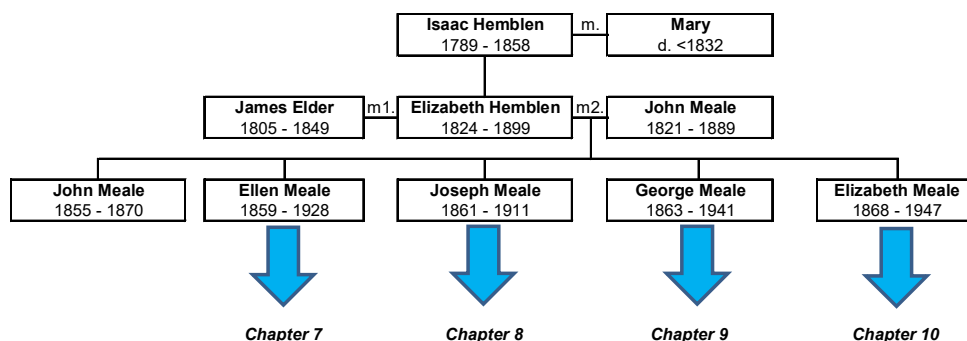 Isaac Hemblen
1789 - 1858
m.
Mary
d. <1832
James Elder
1805 - 1849
m1.
Elizabeth Hemblen
1824 - 1899
m2.
John Meale
1821 - 1889
John Meale
1855 - 1870
Ellen Meale
1859 - 1928
Joseph Meale
1861 - 1911
George Meale
1863 - 1941
Elizabeth Meale
1868 - 1947
Chapter 7
Chapter 8
Chapter 9
Chapter 10